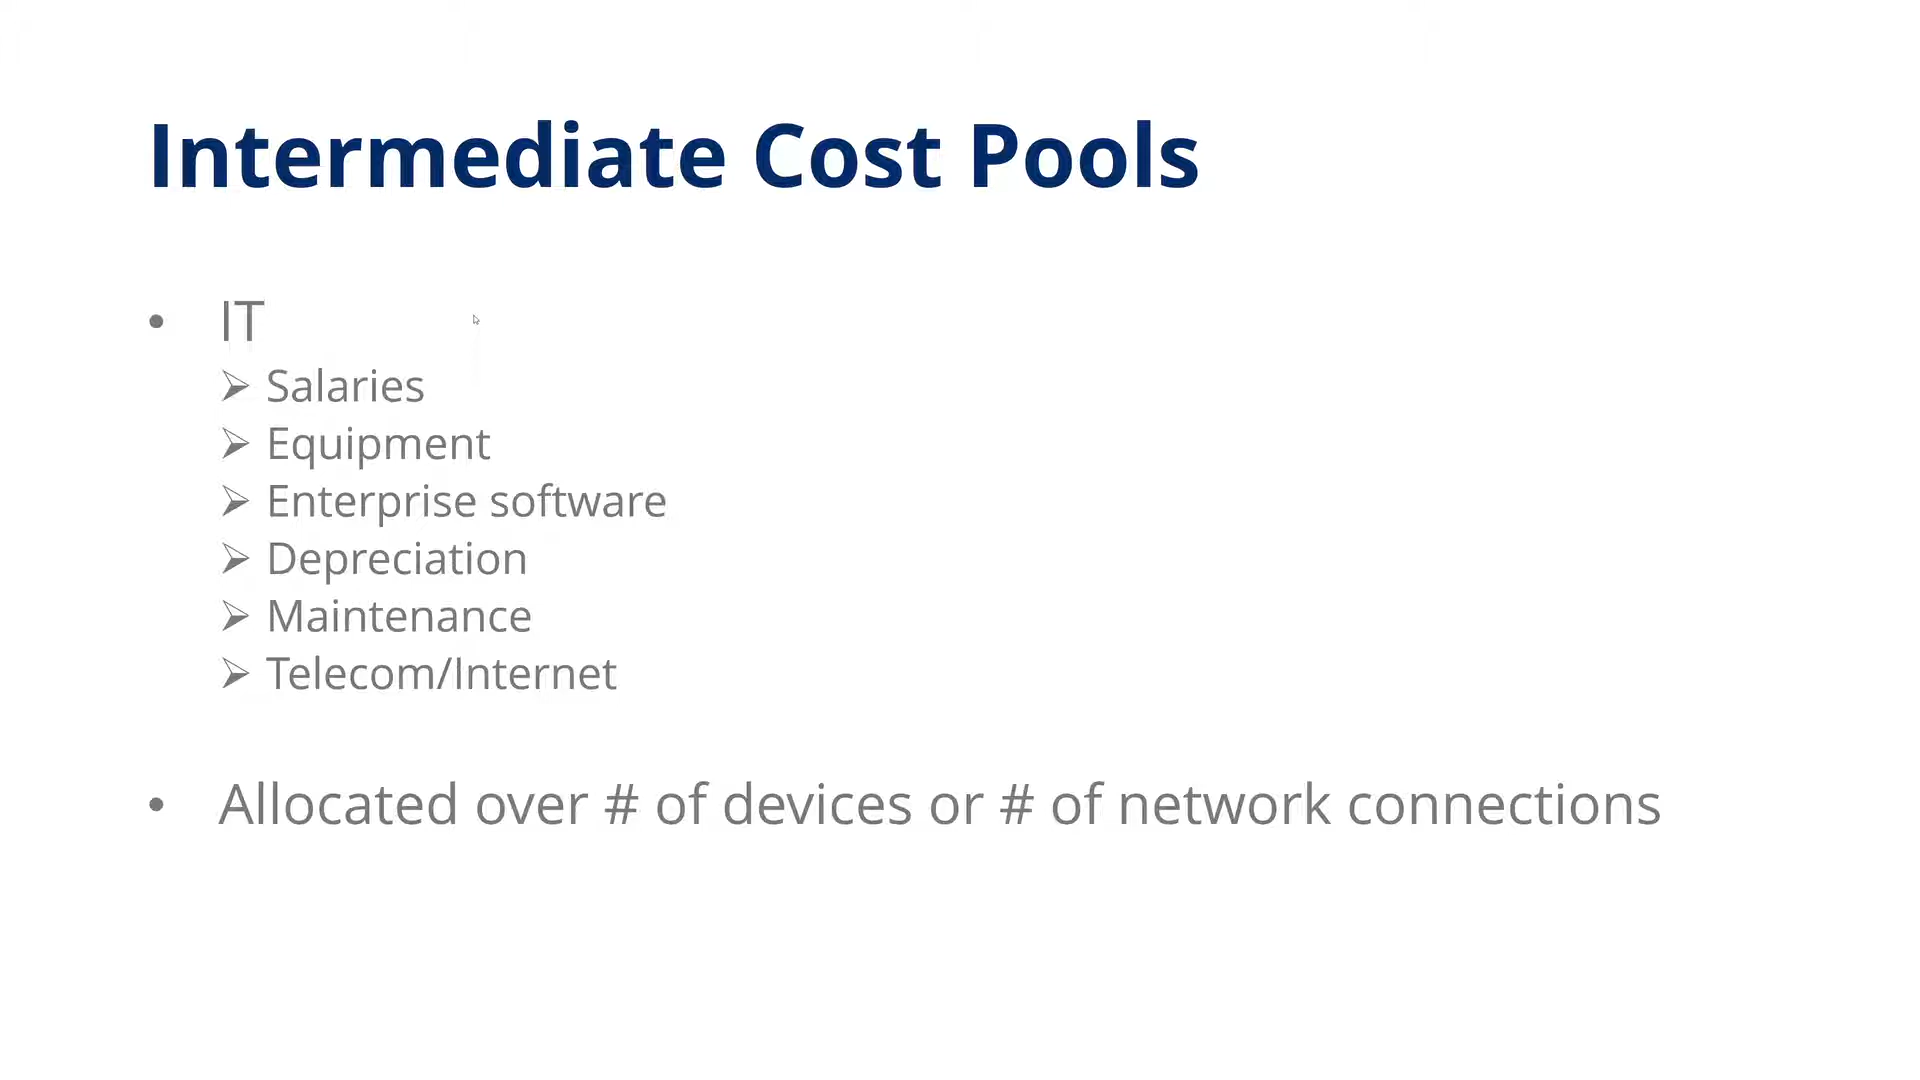 Intermediate Cost Pools
• IT
➢ Salaries
➢ Equipment
➢ Enterprise software
➢ Depreciation
➢ Maintenance
➢ Telecom/Internet
• Allocated over # of devices or # of network connections